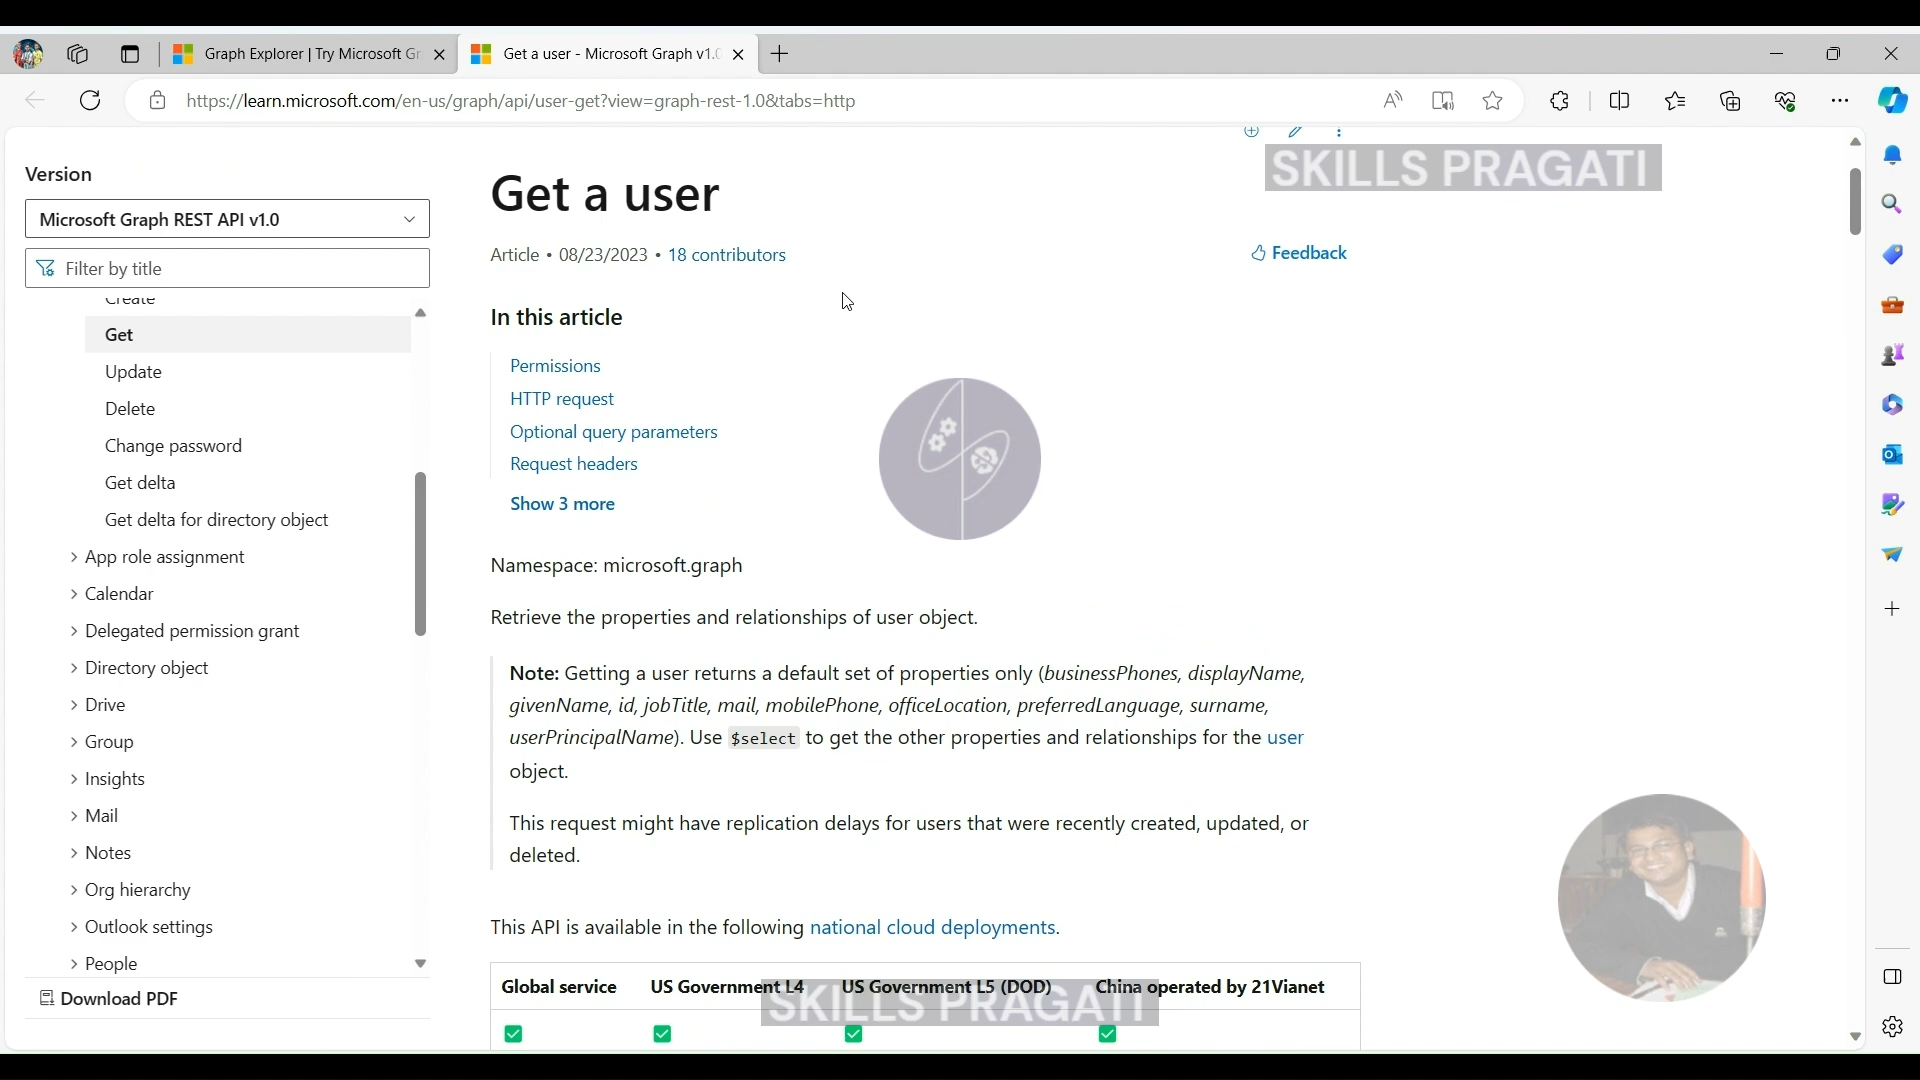 Graph Explorer | Try Microsoft Gr
Get a user - Microsoft Graph v1.0
https://learn.microsoft.com/en-us/graph/api/user-get?view=graph-rest-1.0&tabs=http
SKILLS PRAGATI
Version
Microsoft Graph REST API v1.0
Filter by title
Create
Get
Update
Delete
Change password
Get delta
Get delta for directory object
App role assignment
Calendar
Delegated permission grant
Directory object
Drive
Group
Insights
Mail
Notes
Org hierarchy
Outlook settings
People
Download PDF
Get a user
Article • 08/23/2023 • 18 contributors
Feedback
In this article
Permissions
HTTP request
Optional query parameters
Request headers
Show 3 more
Namespace: microsoft.graph
Retrieve the properties and relationships of user object.
Note: Getting a user returns a default set of properties only (businessPhones, displayName,
givenName, id, jobTitle, mail, mobilePhone, officeLocation, preferredLanguage, surname,
userPrincipalName). Use $select to get the other properties and relationships for the user
object.
This request might have replication delays for users that were recently created, updated, or
deleted.
This API is available in the following national cloud deployments.
Global service US Government L4 US Government L5 (DOD) China operated by 21Vianet
SKILLS PRAGATI